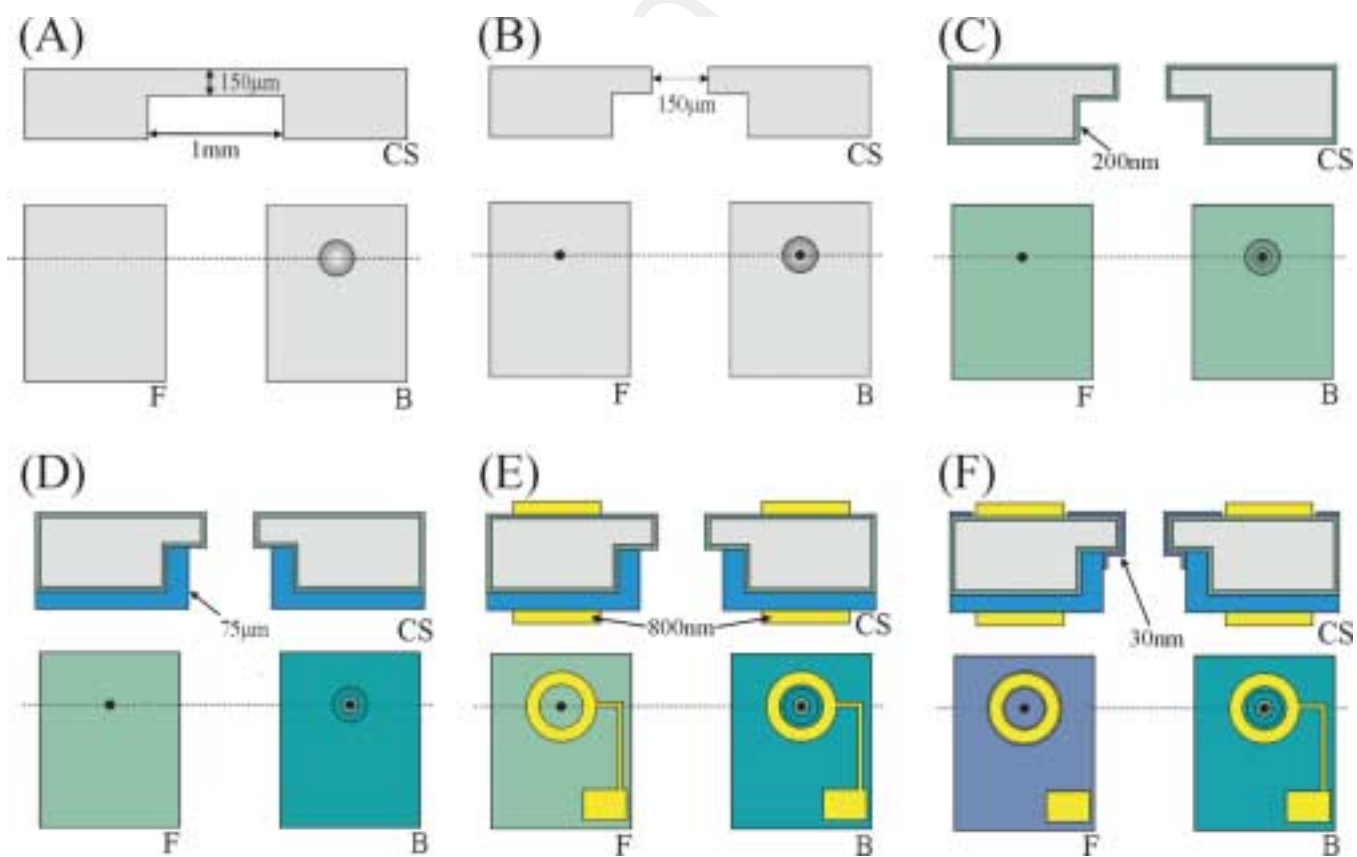 (A)
150μm
1mm
CS
F
B
(B)
150μm
CS
F
B
(C)
200nm
CS
F
B
(D)
75μm
CS
F
B
(E)
800nm
CS
F
B
(F)
30nm
CS
F
B